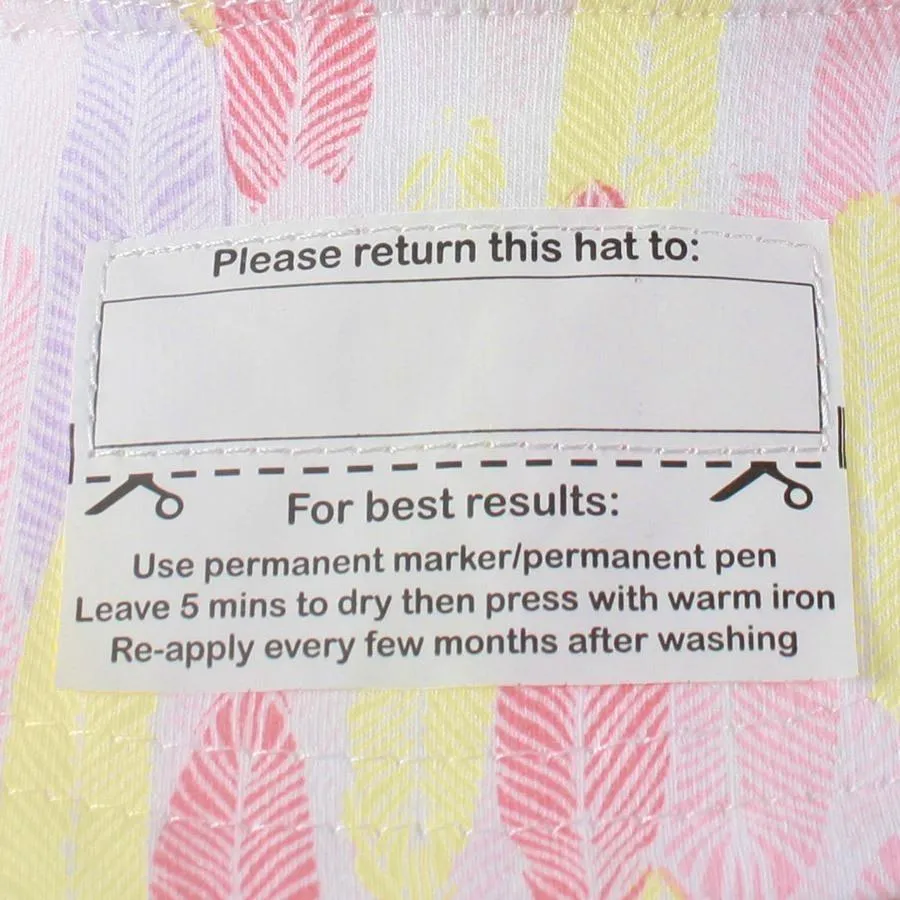 Please return this hat to:
For best results:
Use permanent marker/permanent pen
Leave 5 mins to dry then press with warm iron
Re-apply every few months after washing